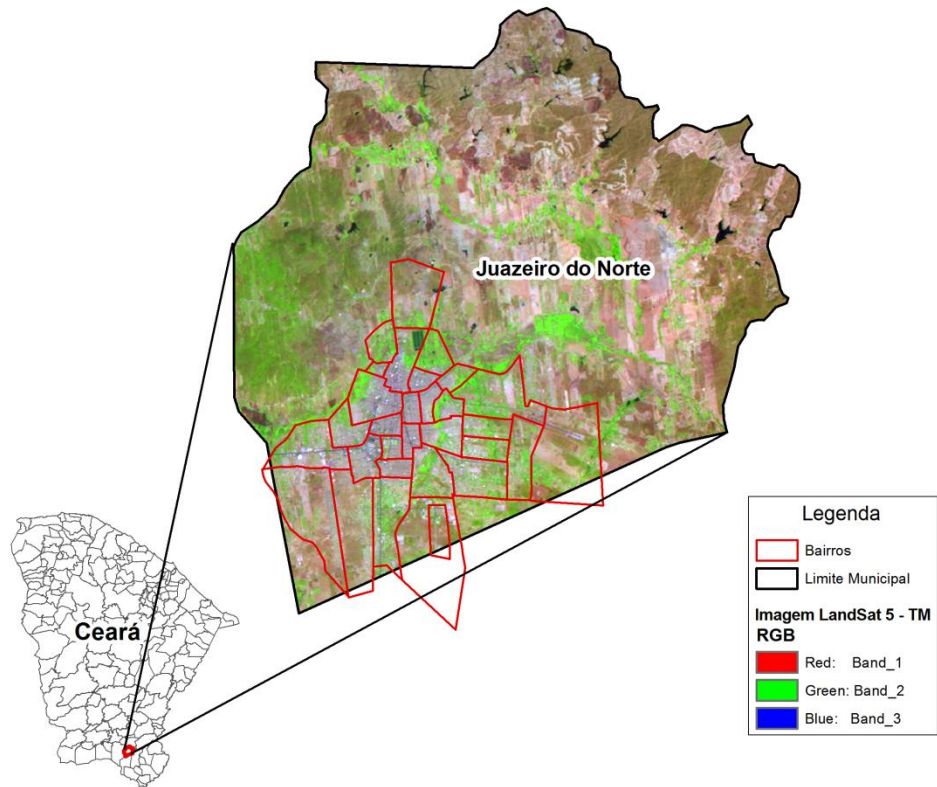 Juazeiro do Norte
Ceará
Legenda
Bairros
Limite Municipal
Imagem LandSat 5 - TM
RGB
Red: Band_1
Green: Band_2
Blue: Band_3